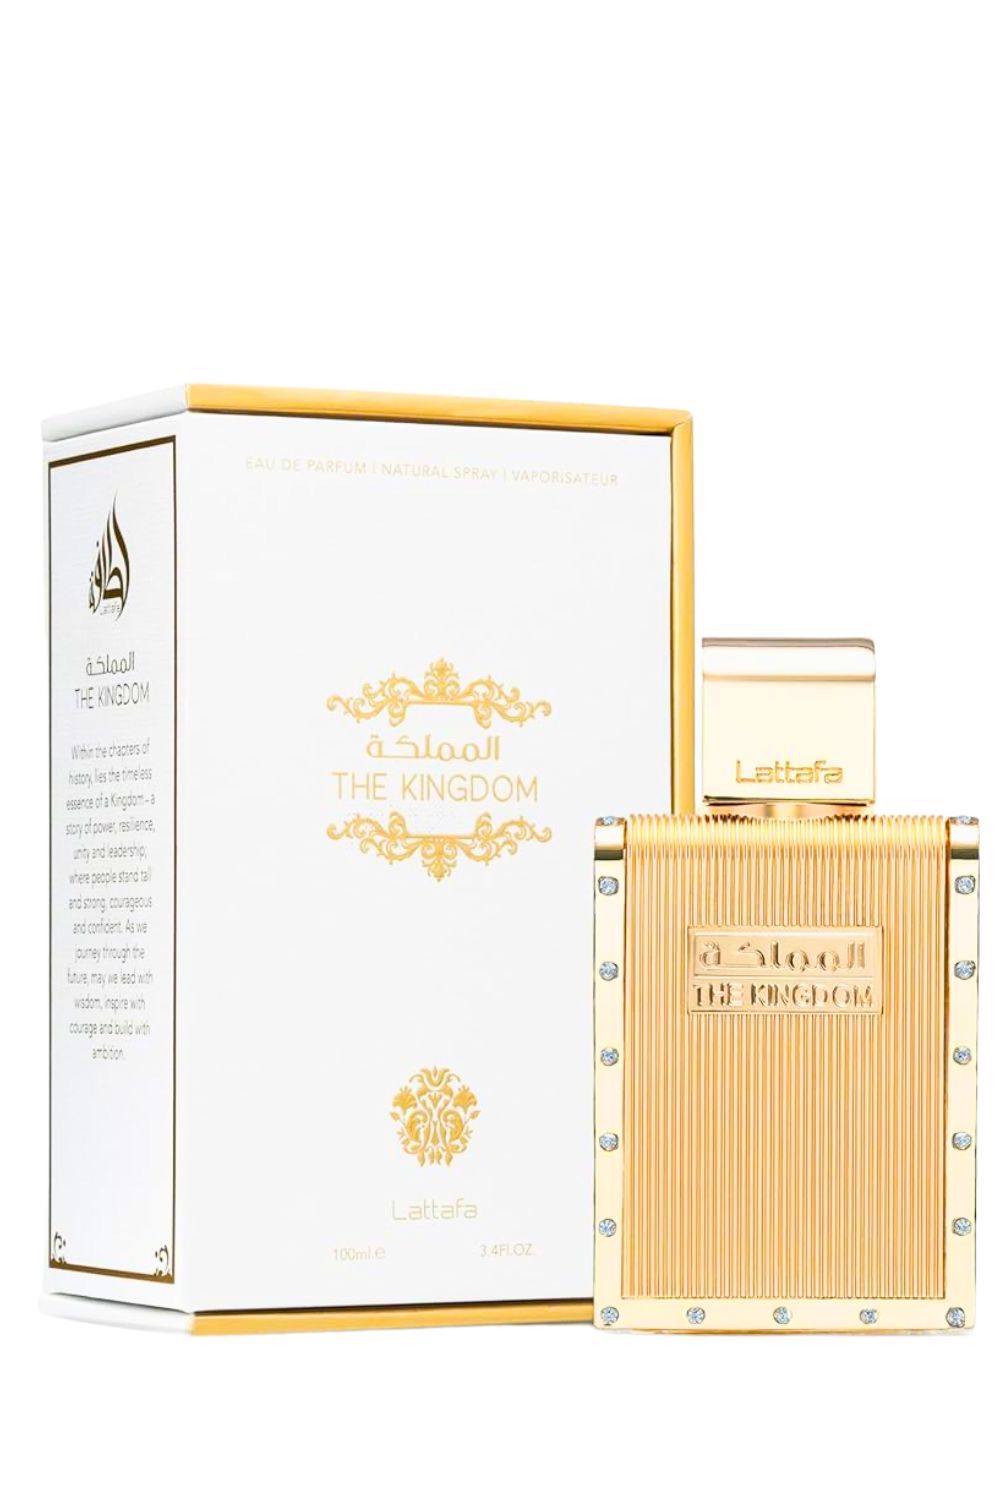 EAU DE PARFUM | NATURAL SPRAY | VAPORISATEUR
المملكة
THE KINGDOM
Lattafa
100ml.e
3.4Fl.OZ.
لطافة
Lattafa
المملكة
THE KINGDOM
Within the chapters of
history, lies the timeless
essence of a Kingdom – a
story of power, resilience,
unity and leadership;
where people stand tall
and strong, courageous
and confident. As we
journey through the
future, may we lead with
wisdom, inspire with
courage and build with
ambition.
Lattafa
المملكة
THE KINGDOM